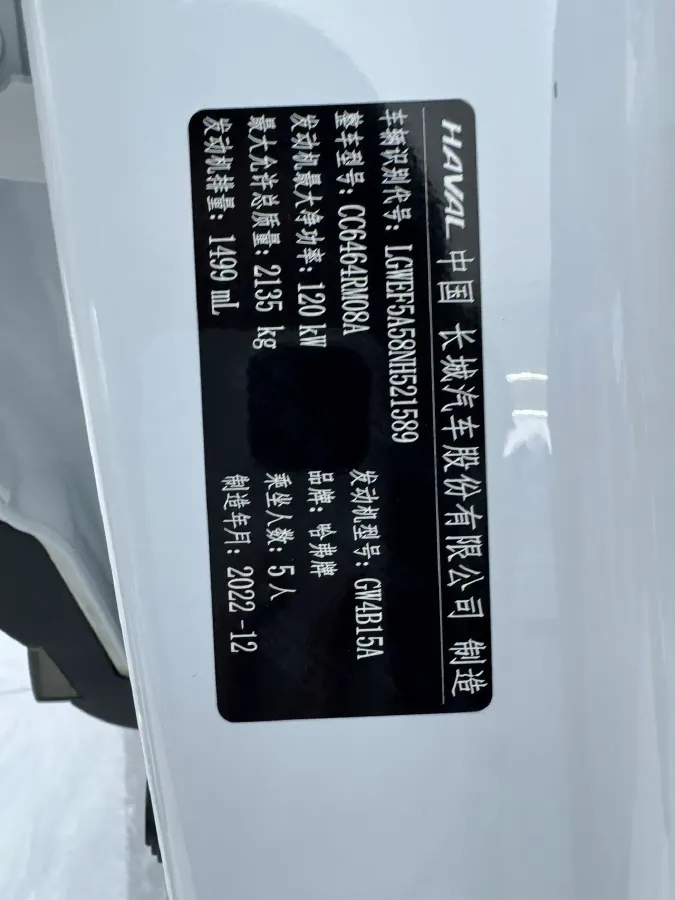 HAVAL 中国 长城汽车股份有限公司 制造
车辆识别代号: LGWEF5A58NH521589
整车型号: CC6464RM08A 发动机型号: GW4B15A
发动机最大净功率: 120 kW 品牌: 哈弗牌
最大允许总质量: 2135 kg 乘坐人数: 5 人
发动机排量: 1499 mL 制造年月: 2022-12